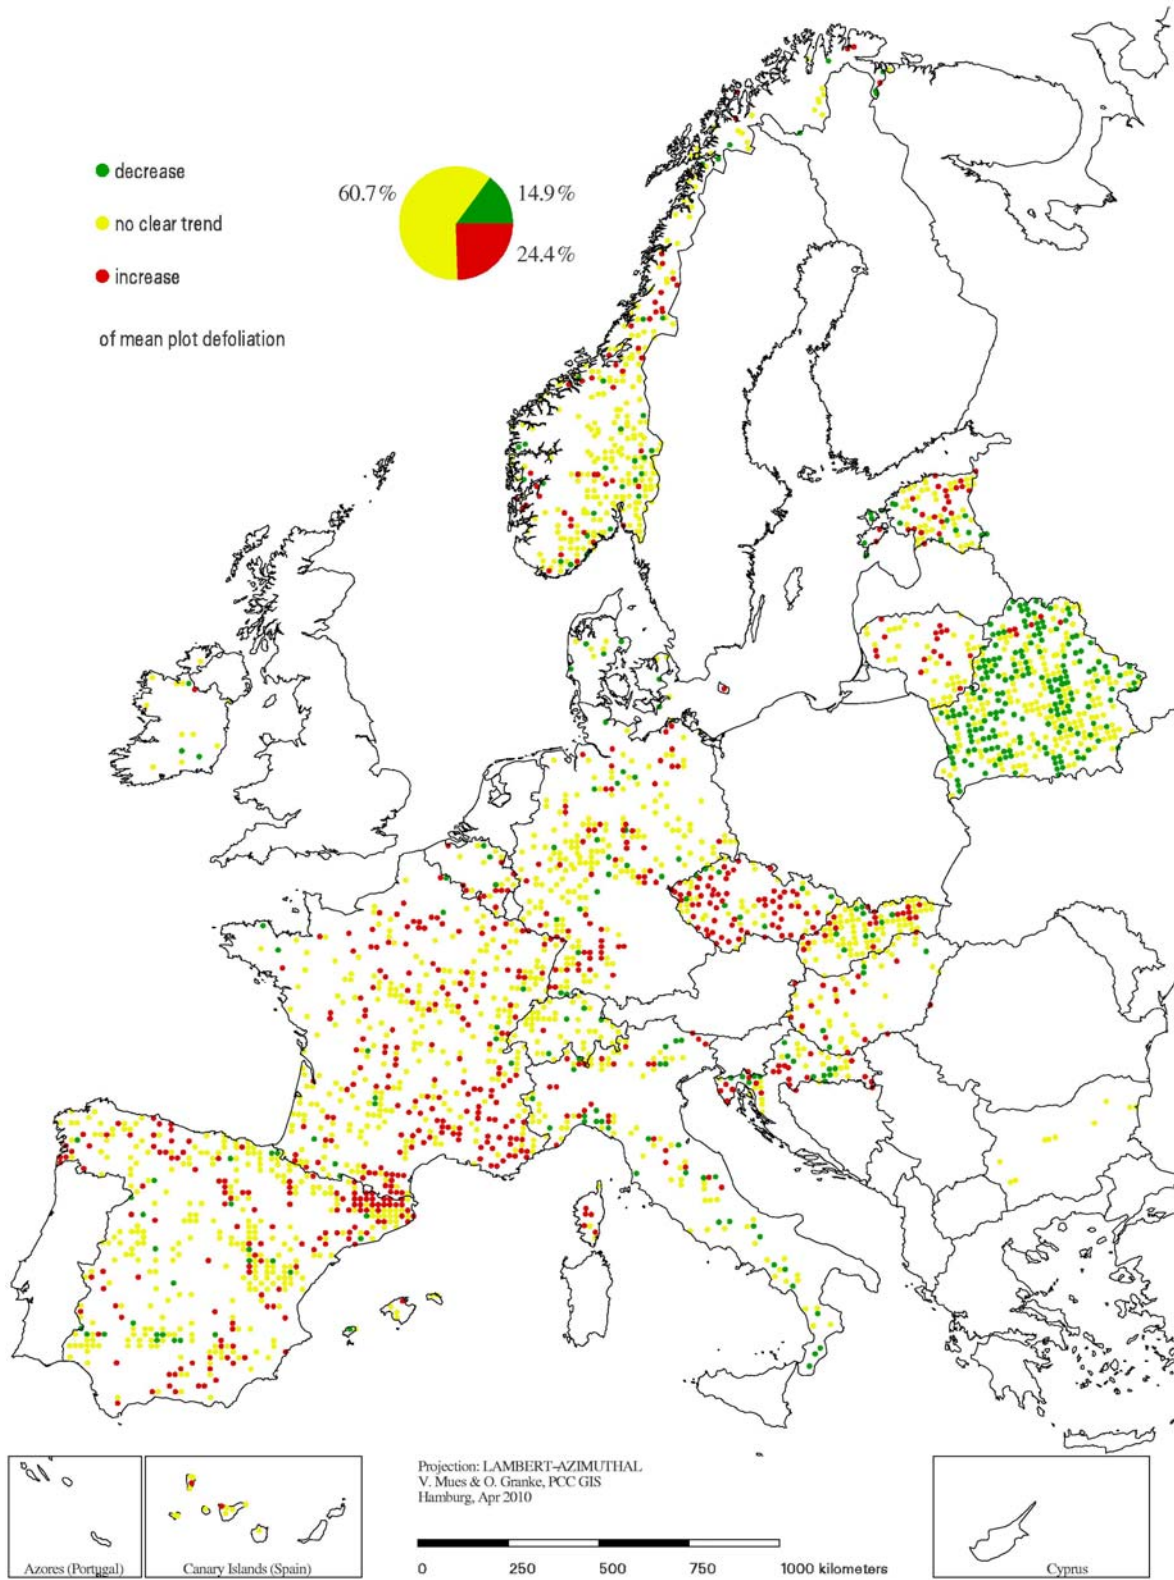 decrease
no clear trend
increase
of mean plot defoliation
60.7%
14.9%
24.4%
Azores (Portugal)
Canary Islands (Spain)
Projection: LAMBERT-AZIMUTHAL
V. Mues & O. Granke, PCC GIS
Hamburg, Apr 2010
0 250 500 750 1000 kilometers
Cyprus